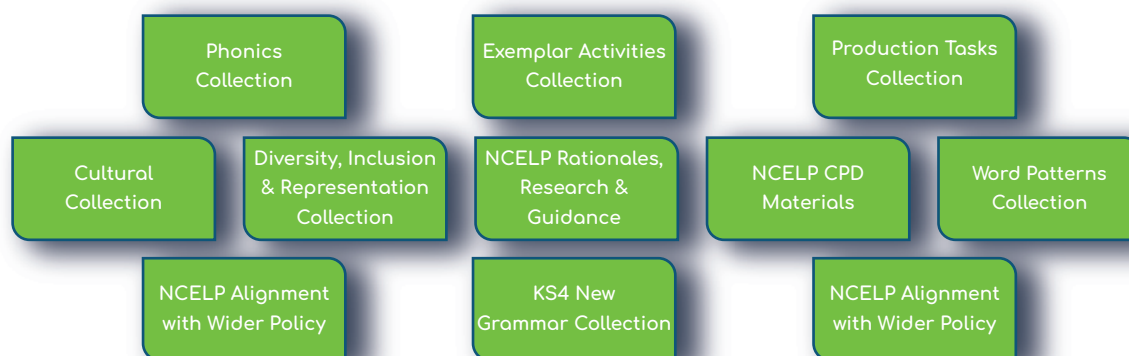 Phonics
Collection
Exemplar Activities
Collection
Production Tasks
Collection
Cultural
Collection
Diversity, Inclusion
& Representation
Collection
NCELP Rationales,
Research &
Guidance
NCELP CPD
Materials
Word Patterns
Collection
NCELP Alignment
with Wider Policy
KS4 New
Grammar Collection
NCELP Alignment
with Wider Policy